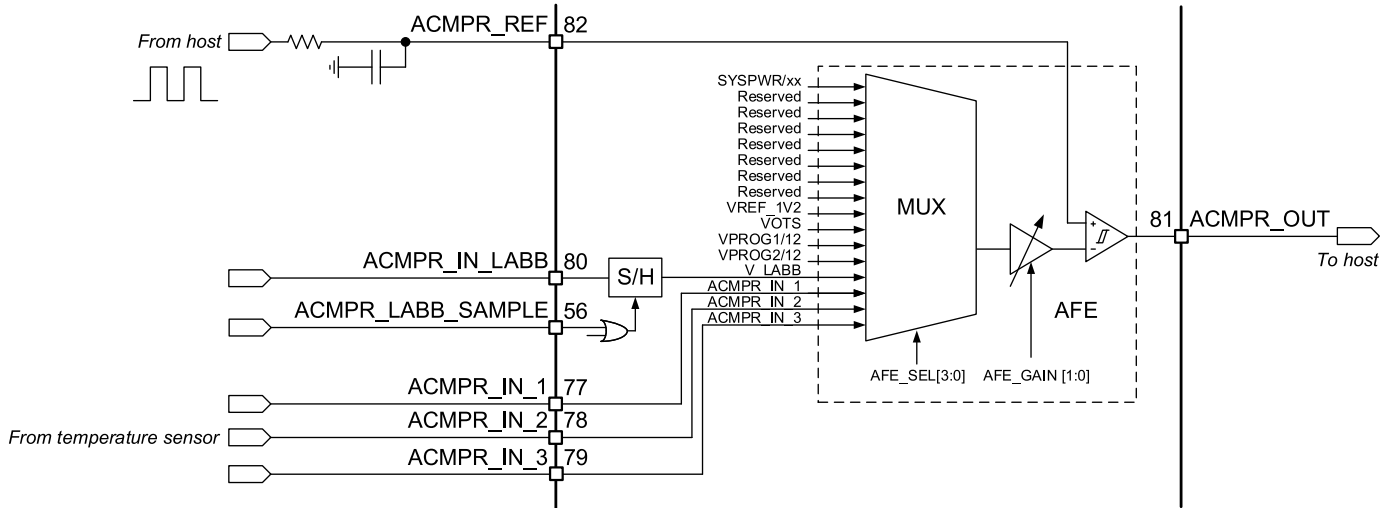 ACMPR_REF 82
From host
SYSPWR/xx
Reserved
Reserved
Reserved
Reserved
Reserved
Reserved
Reserved
VREF_1V2
VOTS
VPROG1/12
VPROG2/12
V_LABB
ACMPR_IN_1
ACMPR_IN_2
ACMPR_IN_3
MUX
+
-
81 ACMPR_OUT
To host
AFE
AFE_SEL[3:0] AFE_GAIN [1:0]
ACMPR_IN_LABB 80
S/H
ACMPR_LABB_SAMPLE 56
ACMPR_IN_1 77
ACMPR_IN_2 78
From temperature sensor
ACMPR_IN_3 79